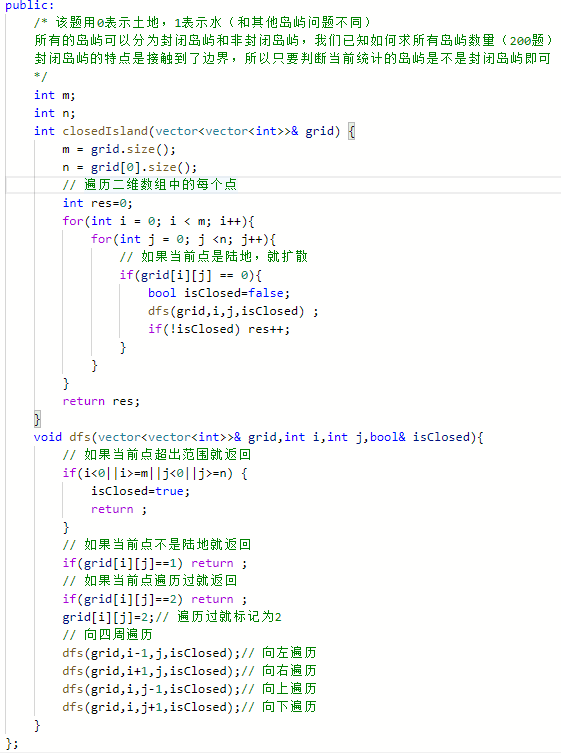 public:
    /* 该题用0表示土地，1表示水（和其他岛屿问题不同）
    所有的岛屿可以分为封闭岛屿和非封闭岛屿，我们已知如何求所有岛屿数量（200题）
    封闭岛屿的特点是接触到了边界，所以只要判断当前统计的岛屿是不是封闭岛屿即可
    */
    int m;
    int n;
    int closedIsland(vector<vector<int>>& grid) {
        m = grid.size();
        n = grid[0].size();
        // 遍历二维数组中的每个点
        int res=0;
        for(int i = 0; i < m; i++){
            for(int j = 0; j <n; j++){
                // 如果当前点是陆地，就扩散
                if(grid[i][j] == 0){
                    bool isClosed=false;
                    dfs(grid,i,j,isClosed) ;
                    if(!isClosed) res++;
                }
            }
        }
        return res;
    }
    void dfs(vector<vector<int>>& grid,int i,int j,bool& isClosed){
        // 如果当前点超出范围就返回
        if(i<0||i>=m||j<0||j>=n) {
            isClosed=true;
            return ;
        }
        // 如果当前点不是陆地就返回
        if(grid[i][j]==1) return ;
        // 如果当前点遍历过就返回
        if(grid[i][j]==2) return ;
        grid[i][j]=2;// 遍历过就标记为2
        // 向四周遍历
        dfs(grid,i-1,j,isClosed);// 向左遍历
        dfs(grid,i+1,j,isClosed);// 向右遍历
        dfs(grid,i,j-1,isClosed);// 向上遍历
        dfs(grid,i,j+1,isClosed);// 向下遍历
    }
};